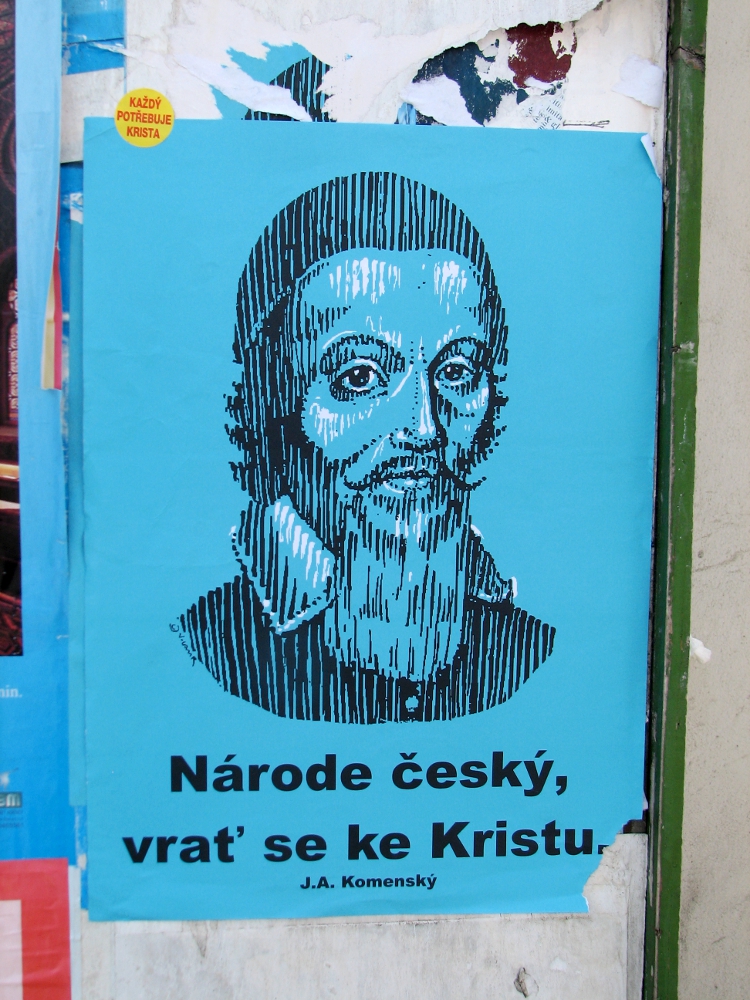 KAŽDÝ
POTŘEBUJE
KRISTA
Národe český,
vrať se ke Kristu.
J.A. Komenský